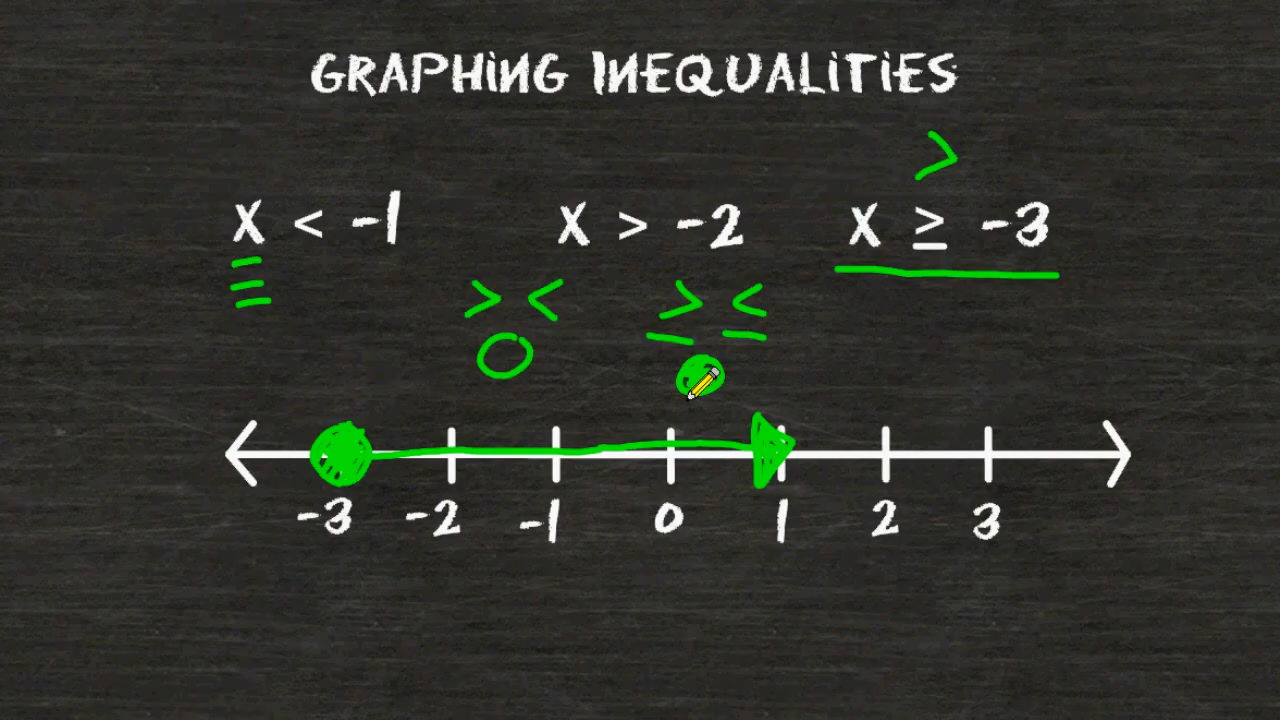 GRAPHING INEQUALITIES
>
X < -1 X > -2 X ≥ -3
> < ≥ ≤
-3 -2 -1 0 1 2 3